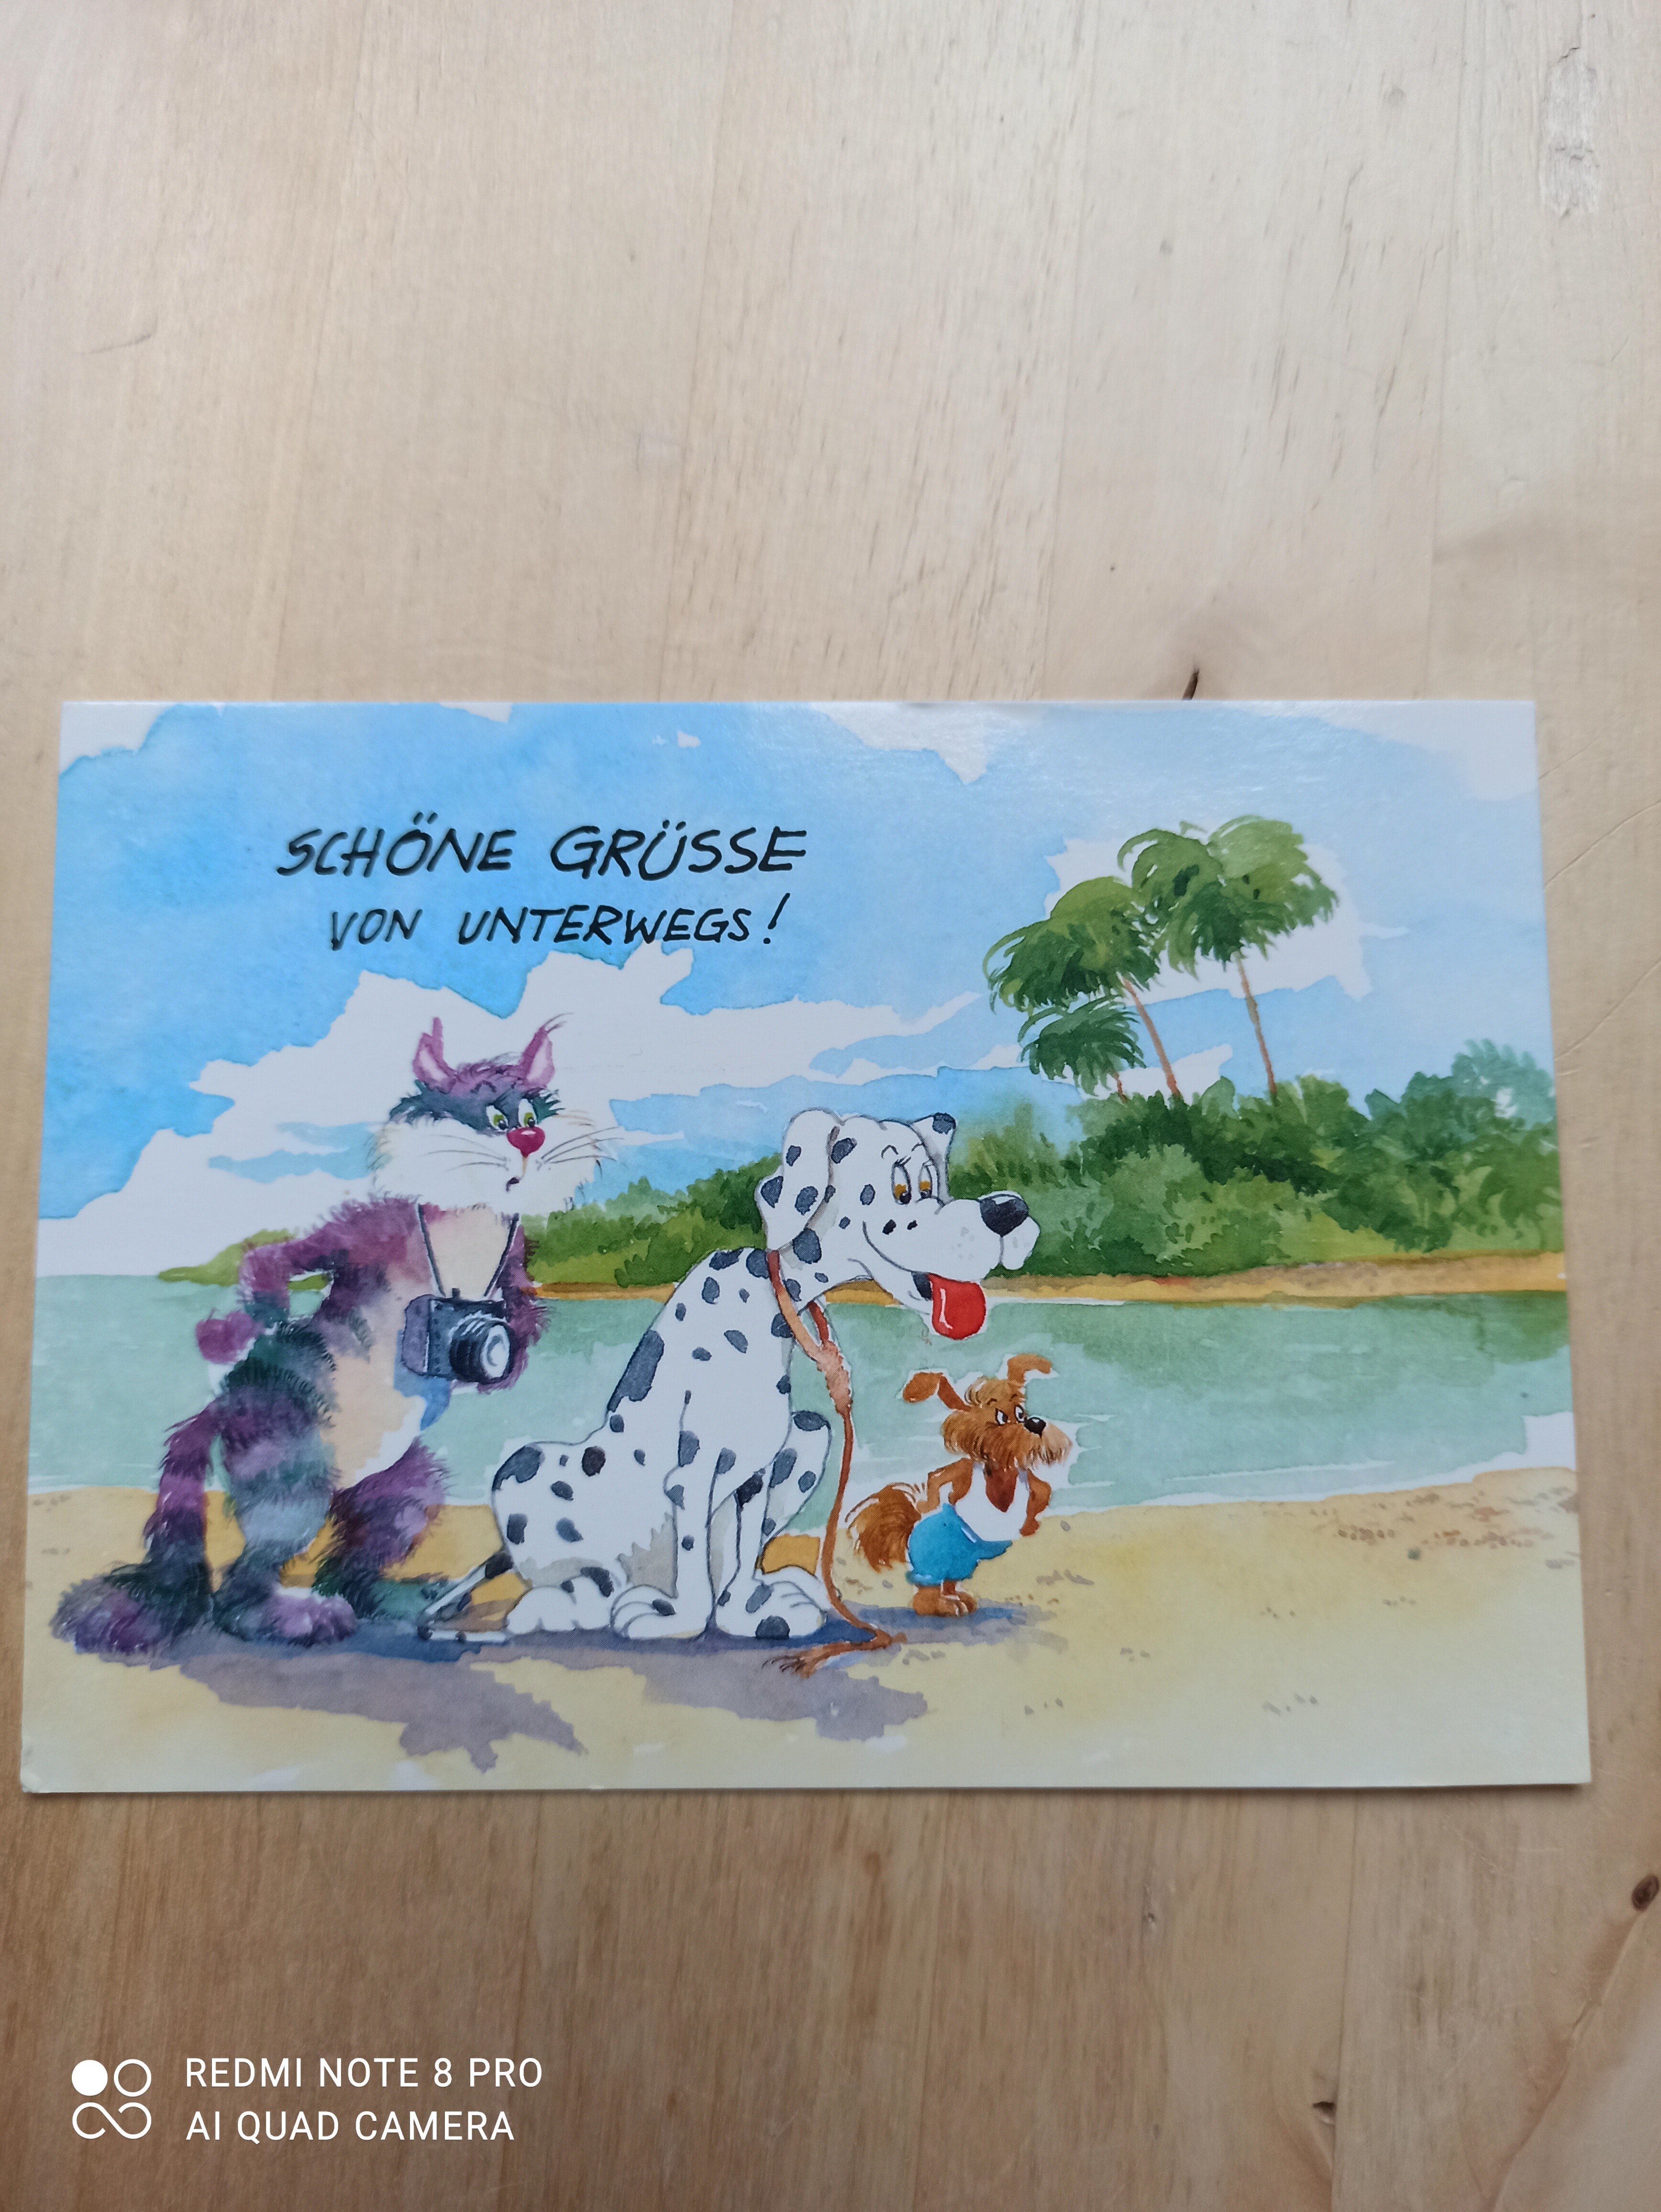 SCHÖNE GRÜSSE
VON UNTERWEGS!
REDMI NOTE 8 PRO
AI QUAD CAMERA